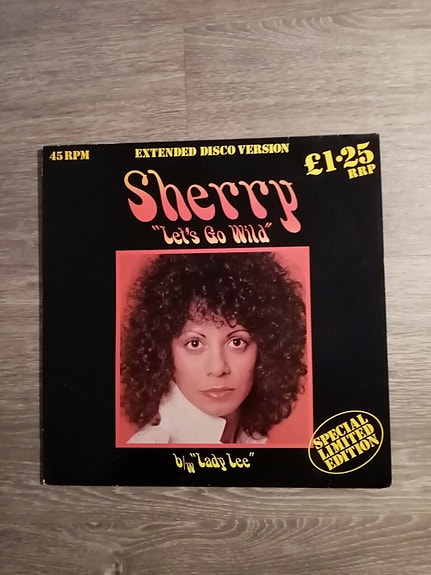 45 RPM
EXTENDED DISCO VERSION
£1·25
RRP
Sherry
"Let's Go Wild"
SPECIAL
LIMITED
EDITION
b/w "Lady Lee"